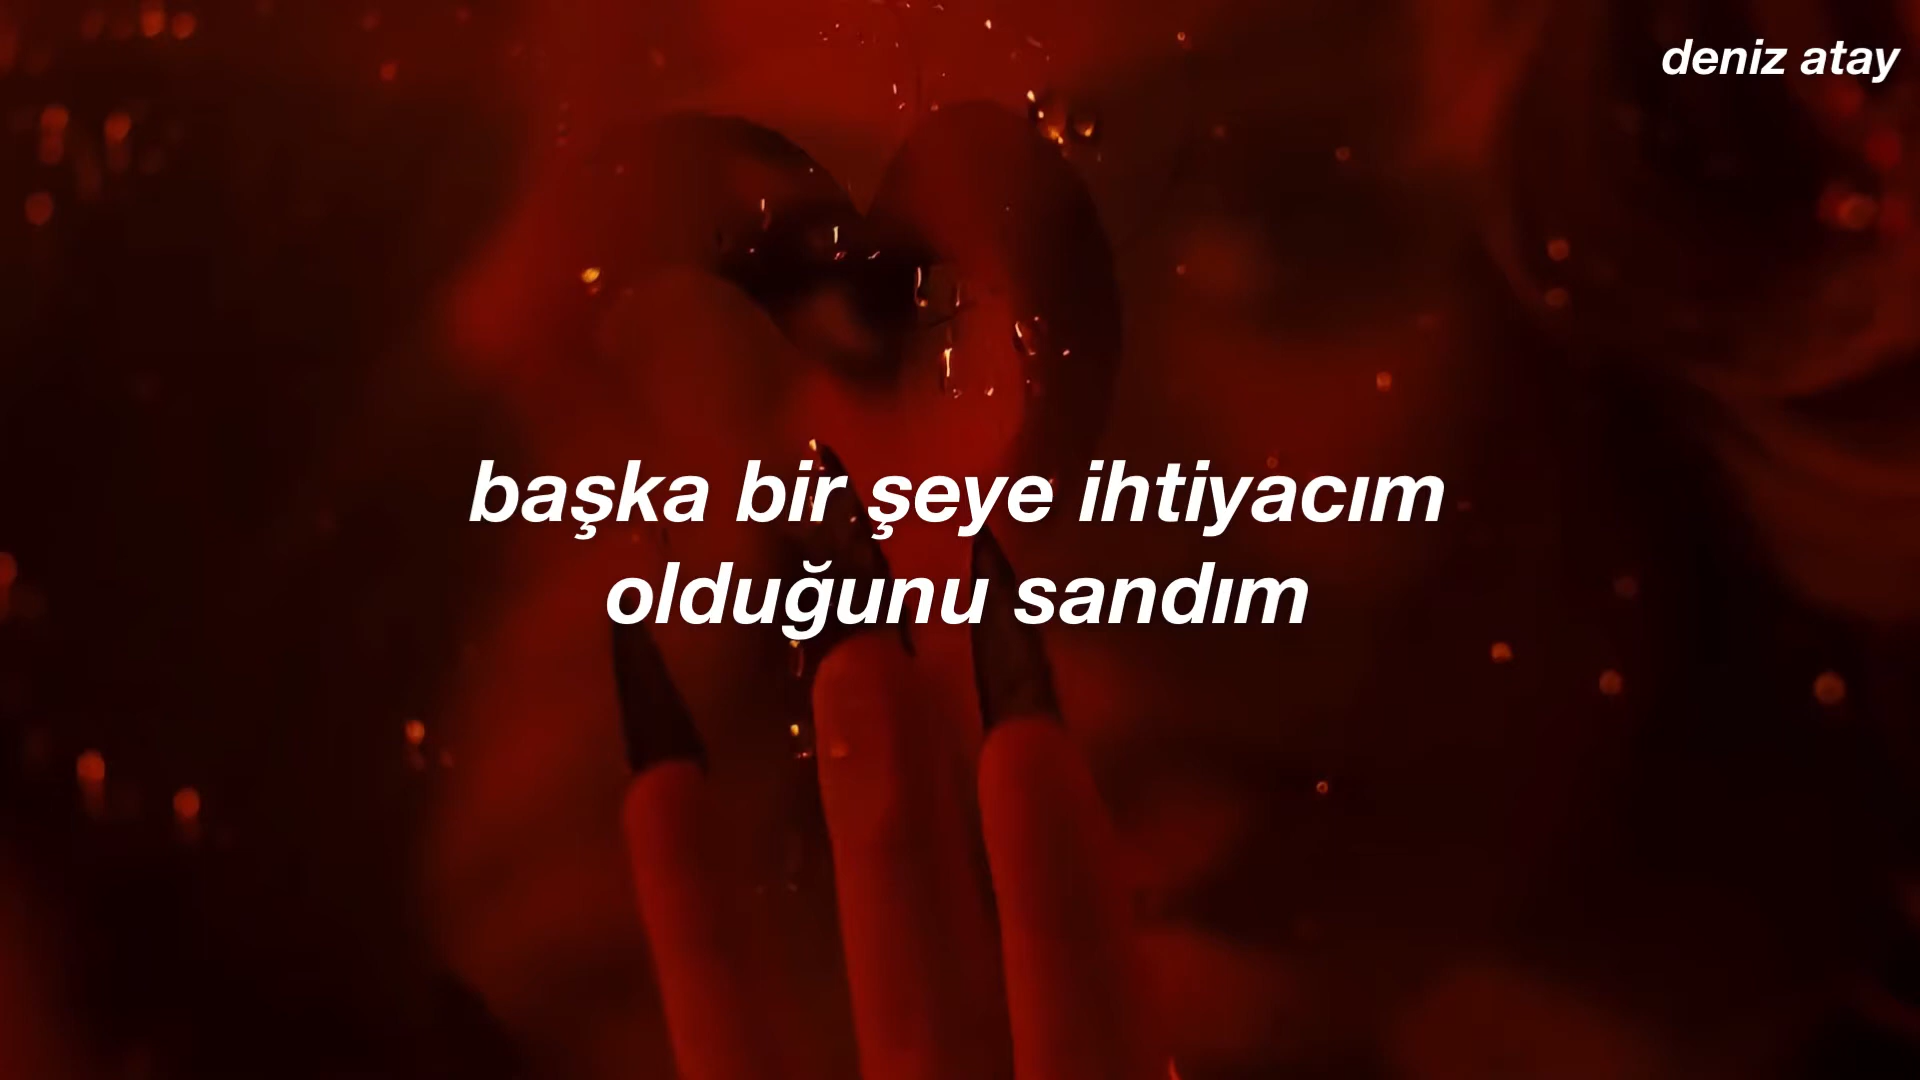 deniz atay
başka bir şeye ihtiyacım
olduğunu sandım